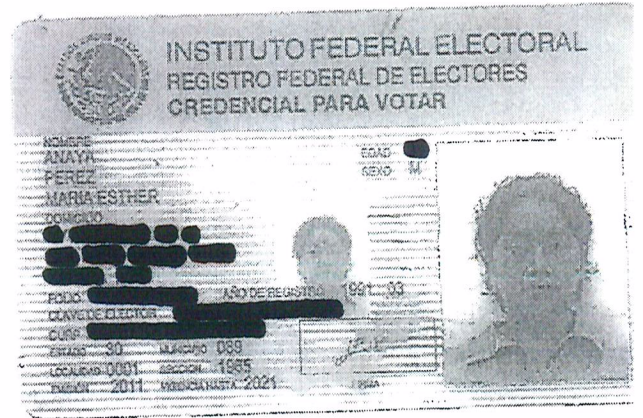 INSTITUTO FEDERAL ELECTORAL
REGISTRO FEDERAL DE ELECTORES
CREDENCIAL PARA VOTAR
NOMBRE
ANAYA
PEREZ
MARIA ESTHER
EDAD
SEXO M
DOMICILIO
FOLIO
AÑO DE REGISTRO 1991 03
CLAVE DE ELECTOR
CURP
ESTADO 30 MUNICIPIO 089
LOCALIDAD 0001 SECCION 1985
EMISIÓN 2011 VIGENCIA HASTA 2021
FIRMA